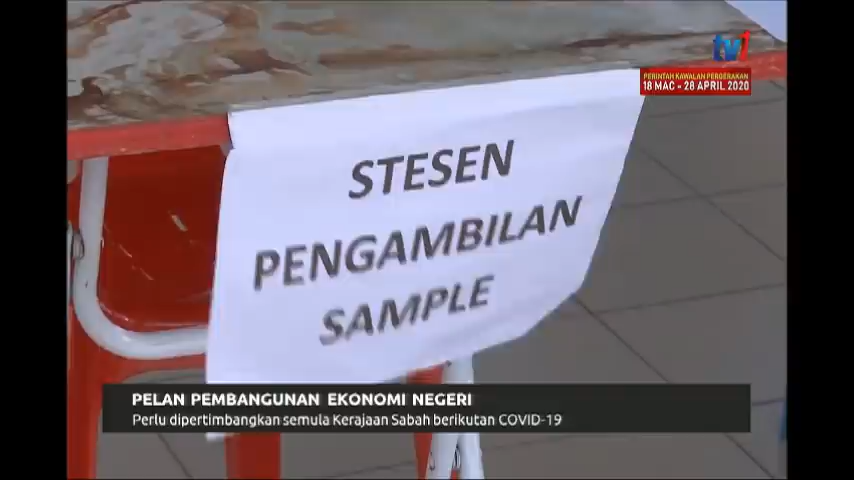 tv1
PERINTAH KAWALAN PERGERAKAN
18 MAC - 28 APRIL 2020
STESEN
PENGAMBILAN
SAMPLE
PELAN PEMBANGUNAN EKONOMI NEGERI
Perlu dipertimbangkan semula Kerajaan Sabah berikutan COVID-19